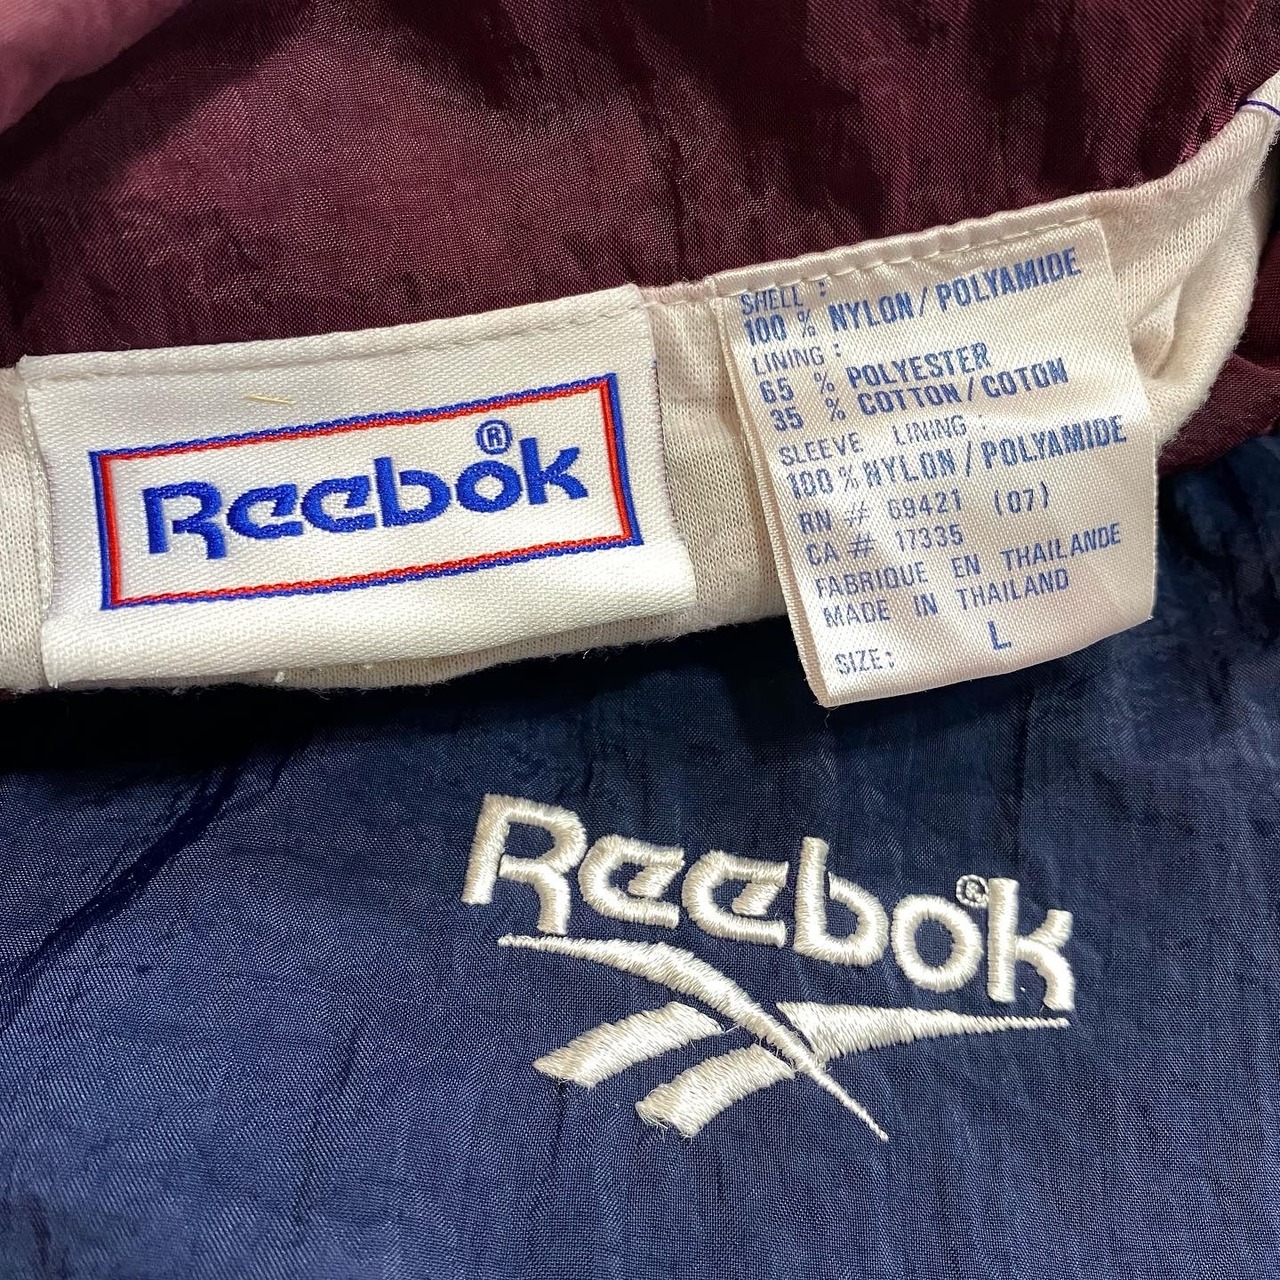 Reebok®
SHELL :
100 % NYLON/POLYAMIDE
LINING :
65 % POLYESTER
35 % COTTON/COTON
SLEEVE LINING :
100 % NYLON/POLYAMIDE
RN # 69421 (07)
CA # 17335
FABRIQUE EN THAILANDE
MADE IN THAILAND
SIZE: L
Reebok®